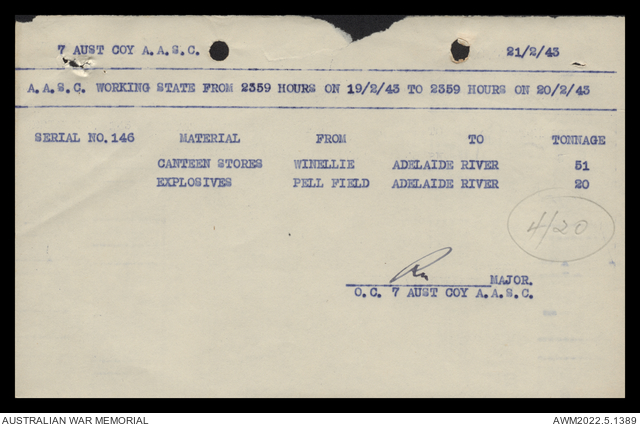 7 AUST COY A.A.S.C. 21/2/43
A.A.S.C. WORKING STATE FROM 2359 HOURS ON 19/2/43 TO 2359 HOURS ON 20/2/43
SERIAL NO.146 MATERIAL FROM TO TONNAGE
CANTEEN STORES WINELLIE ADELAIDE RIVER 51
EXPLOSIVES PELL FIELD ADELAIDE RIVER 20
4/20
MAJOR.
O.C. 7 AUST COY A.A.S.C.
AUSTRALIAN WAR MEMORIAL AWM2022.5.1389